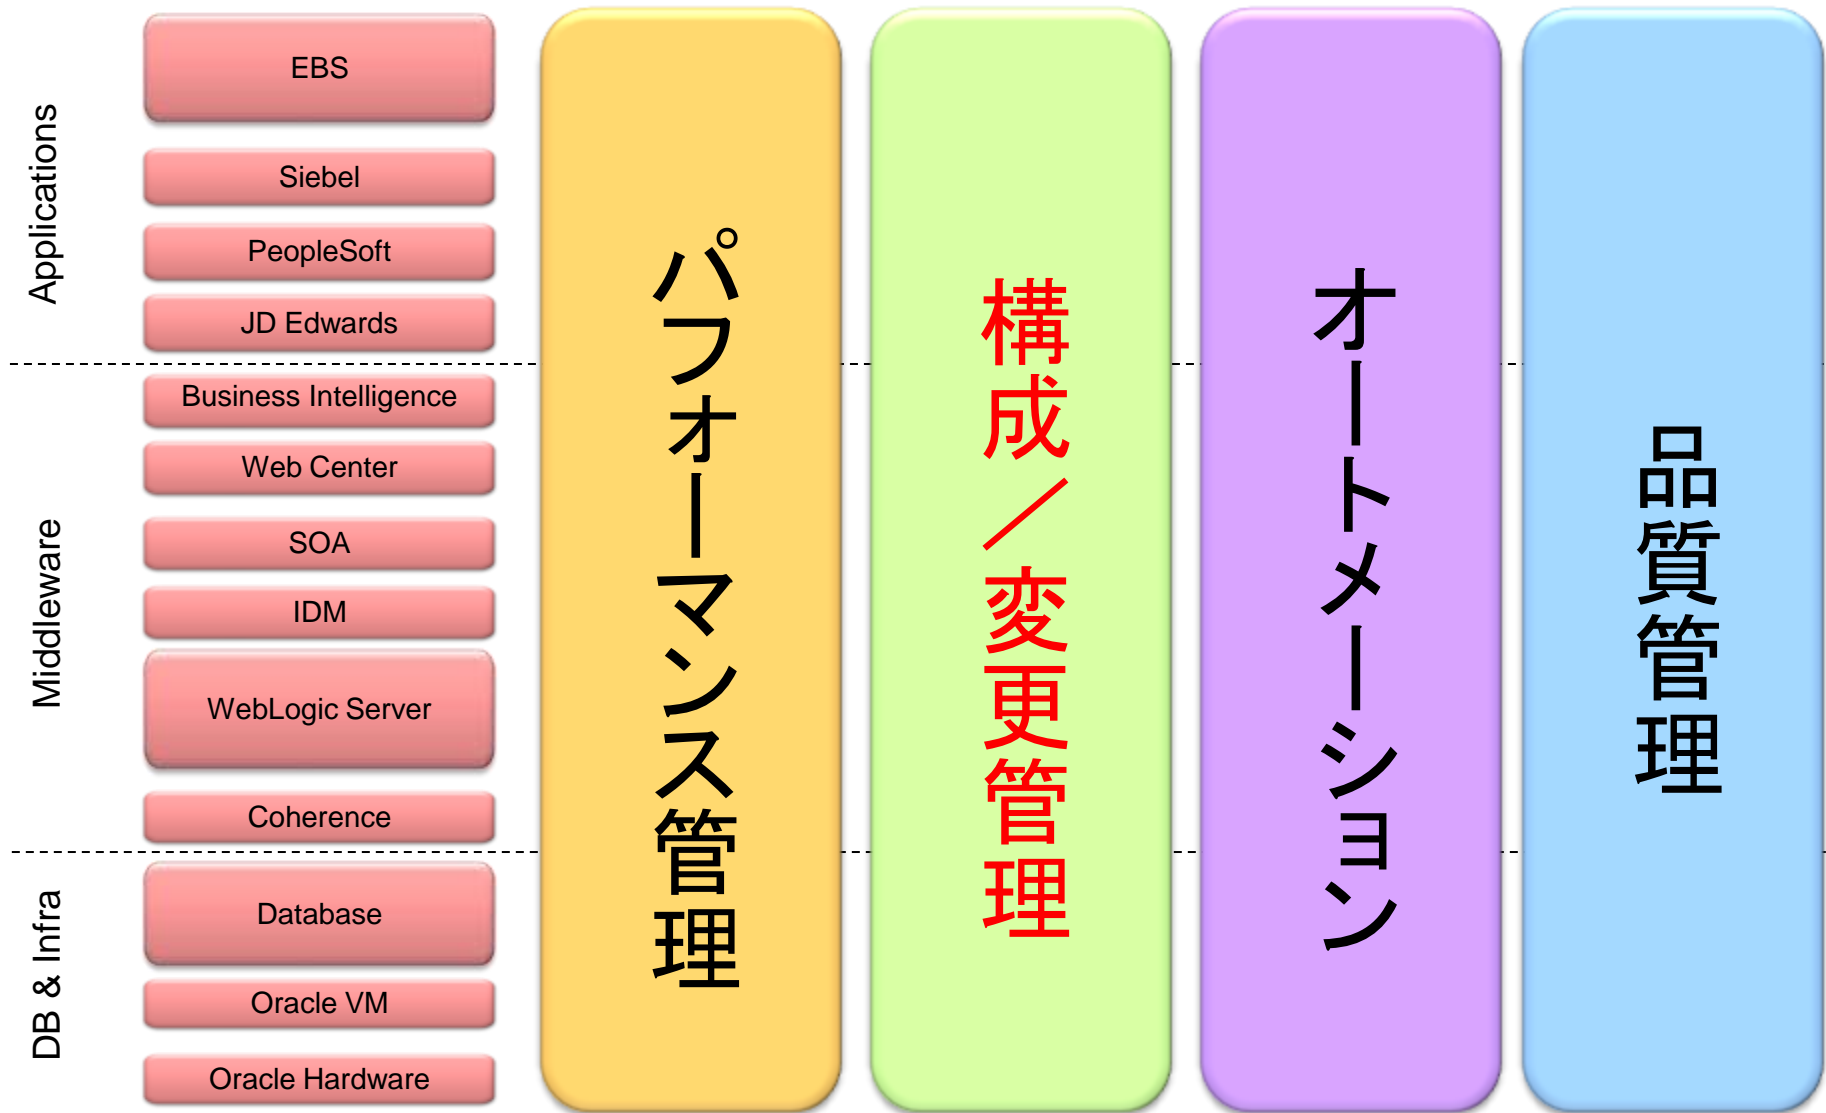 Applications
EBS
Siebel
PeopleSoft
JD Edwards
Middleware
Business Intelligence
Web Center
SOA
IDM
WebLogic Server
Coherence
DB & Infra
Database
Oracle VM
Oracle Hardware
パフォーマンス管理
構成／変更管理
オートメーション
品質管理